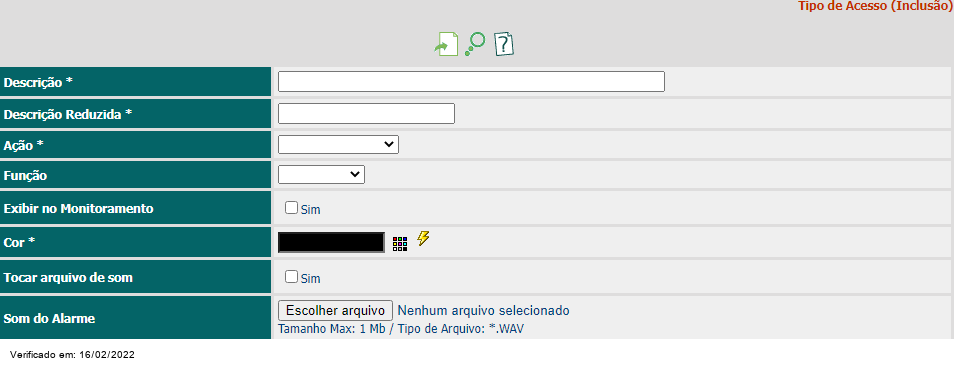 Tipo de Acesso (Inclusão)
Descrição *
Descrição Reduzida *
Ação *
Função
Exibir no Monitoramento
Sim
Cor *
Tocar arquivo de som
Sim
Som do Alarme
Escolher arquivo Nenhum arquivo selecionado
Tamanho Max: 1 Mb / Tipo de Arquivo: *.WAV
Verificado em: 16/02/2022